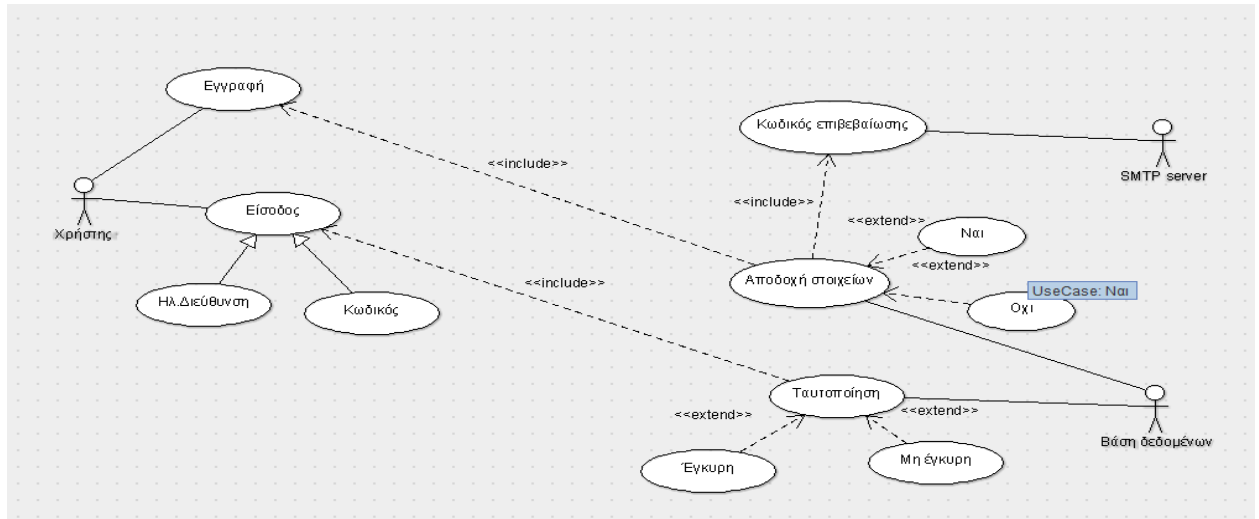 Εγγραφή
Κωδικός επιβεβαίωσης
<<include>>
SMTP server
<<include>>
Είσοδος
<<extend>>
Χρήστης
Ναι
<<extend>>
Αποδοχή στοιχείων
<<include>>
UseCase: Ναι
Ηλ.Διεύθυνση
Κωδικός
Οχι
Ταυτοποίηση
<<extend>>
<<extend>>
Βάση δεδομένων
Έγκυρη
Μη έγκυρη